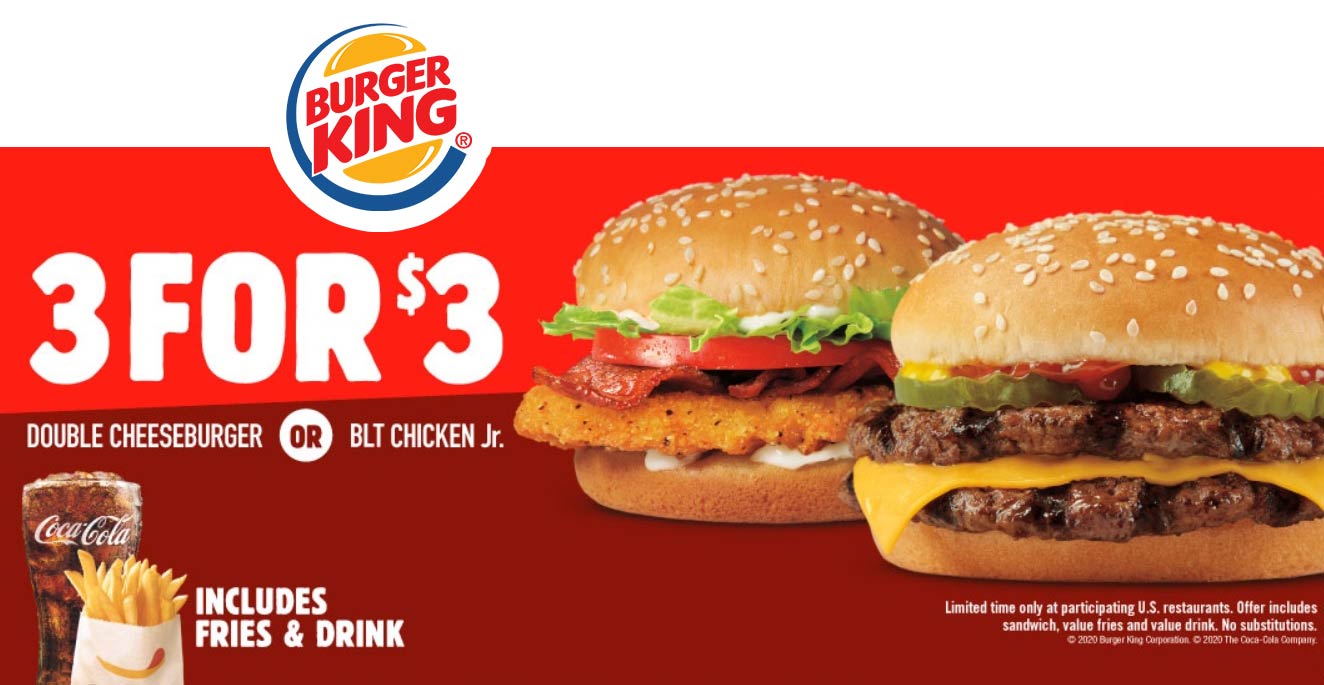 BURGER
KING®
3 FOR $3
DOUBLE CHEESEBURGER OR BLT CHICKEN Jr.
Coca-Cola
INCLUDES
FRIES & DRINK
Limited time only at participating U.S. restaurants. Offer includes
sandwich, value fries and value drink. No substitutions.
© 2020 Burger King Corporation. © 2020 The Coca-Cola Company.